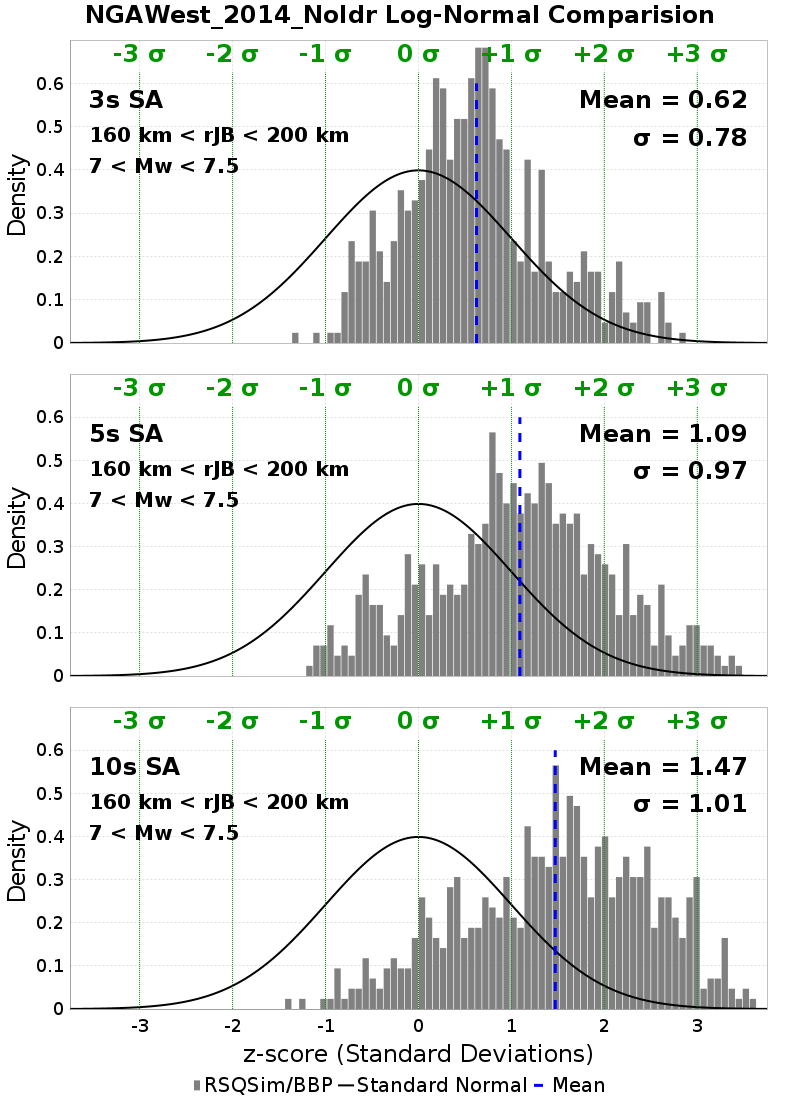 NGAWest_2014_NoIdr Log-Normal Comparision
-3 σ -2 σ -1 σ 0 σ +1 σ +2 σ +3 σ
3s SA Mean = 0.62
160 km < rJB < 200 km σ = 0.78
7 < Mw < 7.5
Density
0.6
0.5
0.4
0.3
0.2
0.1
0
-3 σ -2 σ -1 σ 0 σ +1 σ +2 σ +3 σ
5s SA Mean = 1.09
160 km < rJB < 200 km σ = 0.97
7 < Mw < 7.5
Density
0.6
0.5
0.4
0.3
0.2
0.1
0
-3 σ -2 σ -1 σ 0 σ +1 σ +2 σ +3 σ
10s SA Mean = 1.47
160 km < rJB < 200 km σ = 1.01
7 < Mw < 7.5
Density
0.6
0.5
0.4
0.3
0.2
0.1
0
-3 -2 -1 0 1 2 3
z-score (Standard Deviations)
RSQSim/BBP Standard Normal Mean